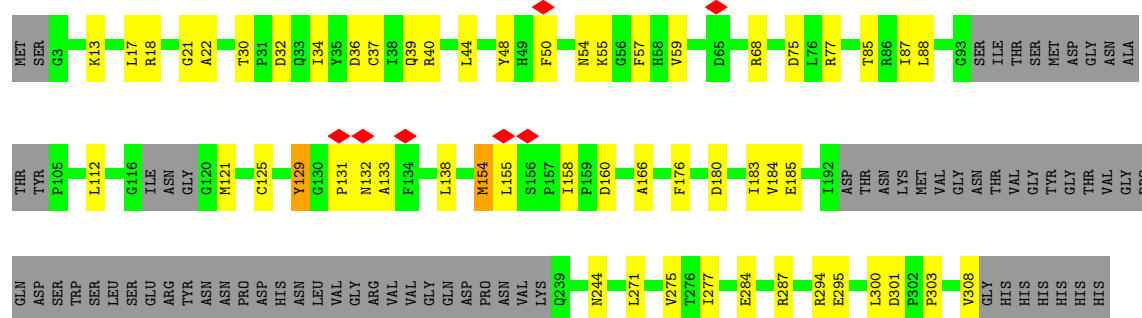 MET SER G3 K13 L17 R18 G21 A22 T30 P31 D32 Q33 I34 Y35 D36 C37 I38 Q39 R40 L44 Y48 H49 F50 N54 K55 G56 F57 H58 V59 D65 R68 D75 L76 R77 T85 R86 I87 L88 G93 SER ILE THR SER MET ASP GLY ASN ALA
THR TYR P105 L112 G116 ILE ASN GLY G120 M121 C125 Y129 G130 P131 N132 A133 F134 L138 M154 L155 S156 P157 I158 P159 D160 A166 F176 D180 I183 V184 E185 I192 ASP THR ASN LYS MET VAL GLY ASN THR VAL GLY TYR GLY THR VAL GLY
GLN ASP SER TRP SER LEU SER GLU ARG TYR ASN ASN PRO ASP HIS ASN LEU VAL GLY ARG VAL VAL GLY GLN ASP PRO ASN VAL LYS Q239 N244 L271 V275 T276 I277 E284 R287 R294 E295 L300 D301 P302 P303 V308 GLY HIS HIS HIS HIS HIS HIS